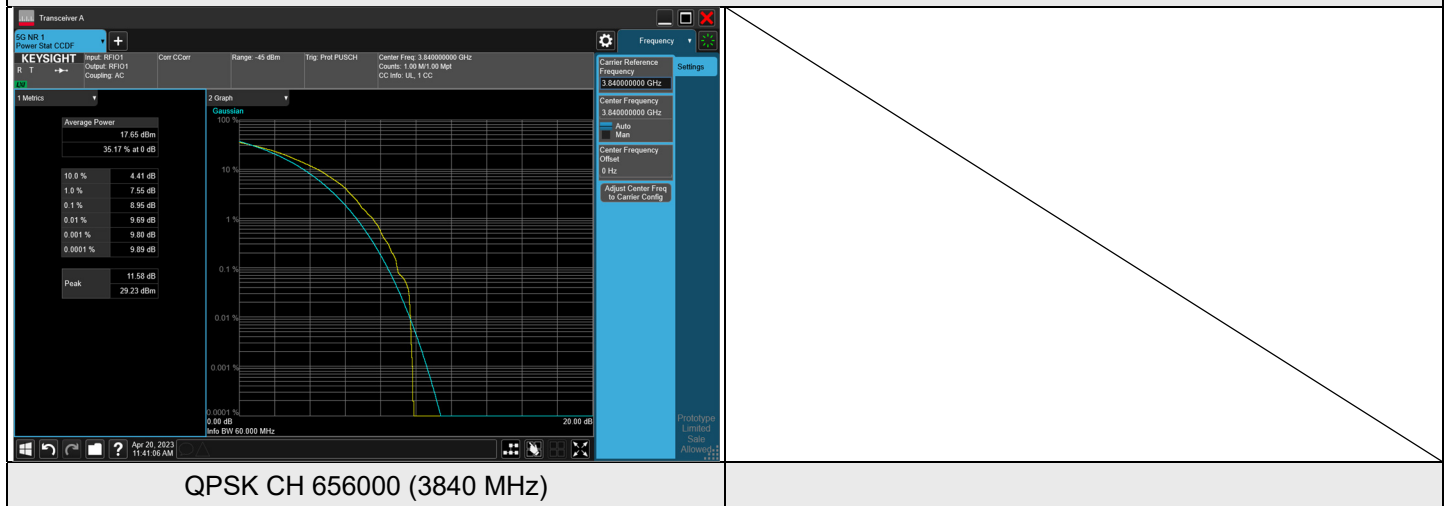 Transceiver A
5G NR 1
Power Stat CCDF
+
Frequency
KEYSIGHT
R T
LNI
Input: RFIO1
Output: RFIO1
Coupling: AC
Corr CCorr
Range: -45 dBm
Trig: Prot PUSCH
Center Freq: 3.840000000 GHz
Counts: 1.00 M/1.00 Mpt
CC Info: UL, 1 CC
Carrier Reference
Frequency
3.840000000 GHz
Settings
Center Frequency
3.840000000 GHz
Auto
Man
Center Frequency
Offset
0 Hz
Adjust Center Freq
to Carrier Config
1 Metrics
Average Power
17.65 dBm
35.17 % at 0 dB
10.0 % 4.41 dB
1.0 % 7.55 dB
0.1 % 8.95 dB
0.01 % 9.69 dB
0.001 % 9.80 dB
0.0001 % 9.89 dB
Peak
11.58 dB
29.23 dBm
2 Graph
Gaussian
100 %
10 %
1 %
0.1 %
0.01 %
0.001 %
0.0001 %
0.00 dB 20.00 dB
Info BW 60.000 MHz
?
Apr 20, 2023
11:41:06 AM
Prototype
Limited
Sale
Allowed
QPSK CH 656000 (3840 MHz)